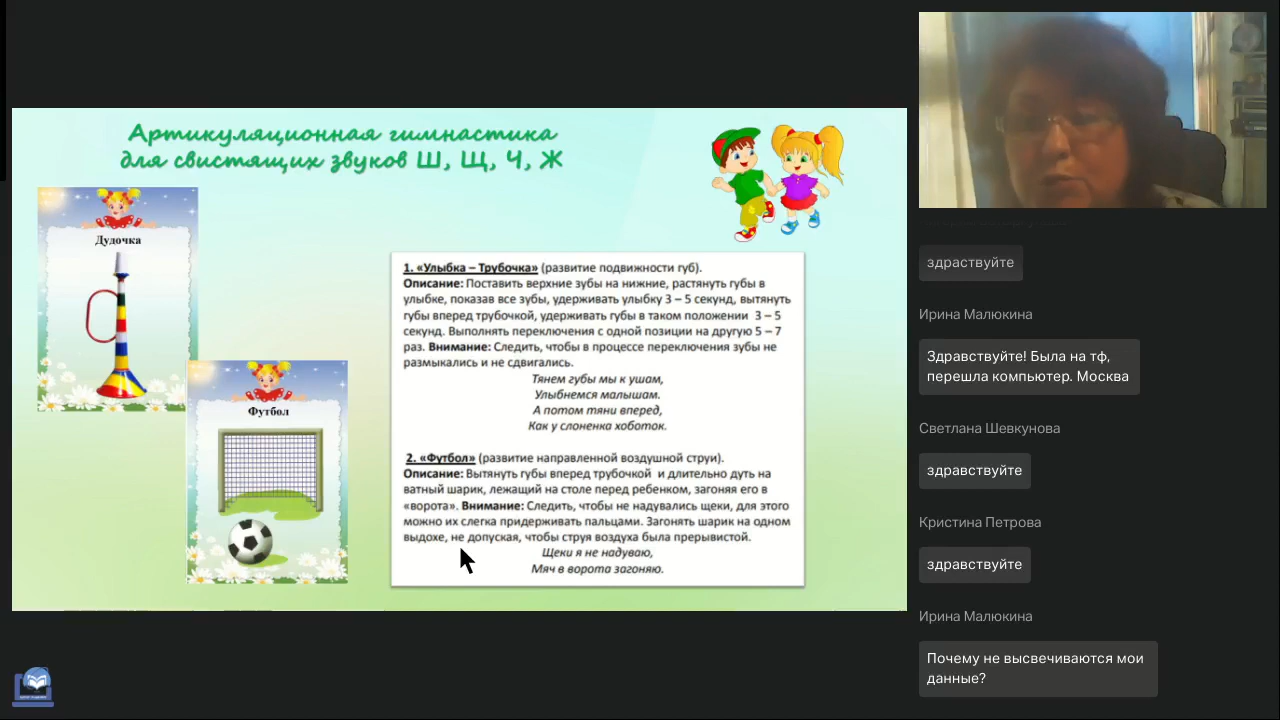 Артикуляционная гимнастика
для свистящих звуков Ш, Щ, Ч, Ж
Дудочка
Футбол
1. «Улыбка – Трубочка» (развитие подвижности губ).
Описание: Поставить верхние зубы на нижние, растянуть губы в
улыбке, показав все зубы, удерживать улыбку 3 – 5 секунд, вытянуть
губы вперед трубочкой, удерживать губы в таком положении 3 – 5
секунд. Выполнять переключения с одной позиции на другую 5 – 7
раз. Внимание: Следить, чтобы в процессе переключения зубы не
размыкались и не сдвигались.
Тянем губы мы к ушам,
Улыбнемся малышам.
А потом тяни вперед,
Как у слоненка хоботок.
2. «Футбол» (развитие направленной воздушной струи).
Описание: Вытянуть губы вперед трубочкой и длительно дуть на
ватный шарик, лежащий на столе перед ребенком, загоняя его в
«ворота». Внимание: Следить, чтобы не надувались щеки, для этого
можно их слегка придерживать пальцами. Загонять шарик на одном
выдохе, не допуская, чтобы струя воздуха была прерывистой.
Щеки я не надуваю,
Мяч в ворота загоняю.
здраствуйте
Ирина Малюкина
Здравствуйте! Была на тф,
перешла компьютер. Москва
Светлана Шевкунова
здравствуйте
Кристина Петрова
здравствуйте
Ирина Малюкина
Почему не высвечиваются мои
данные?